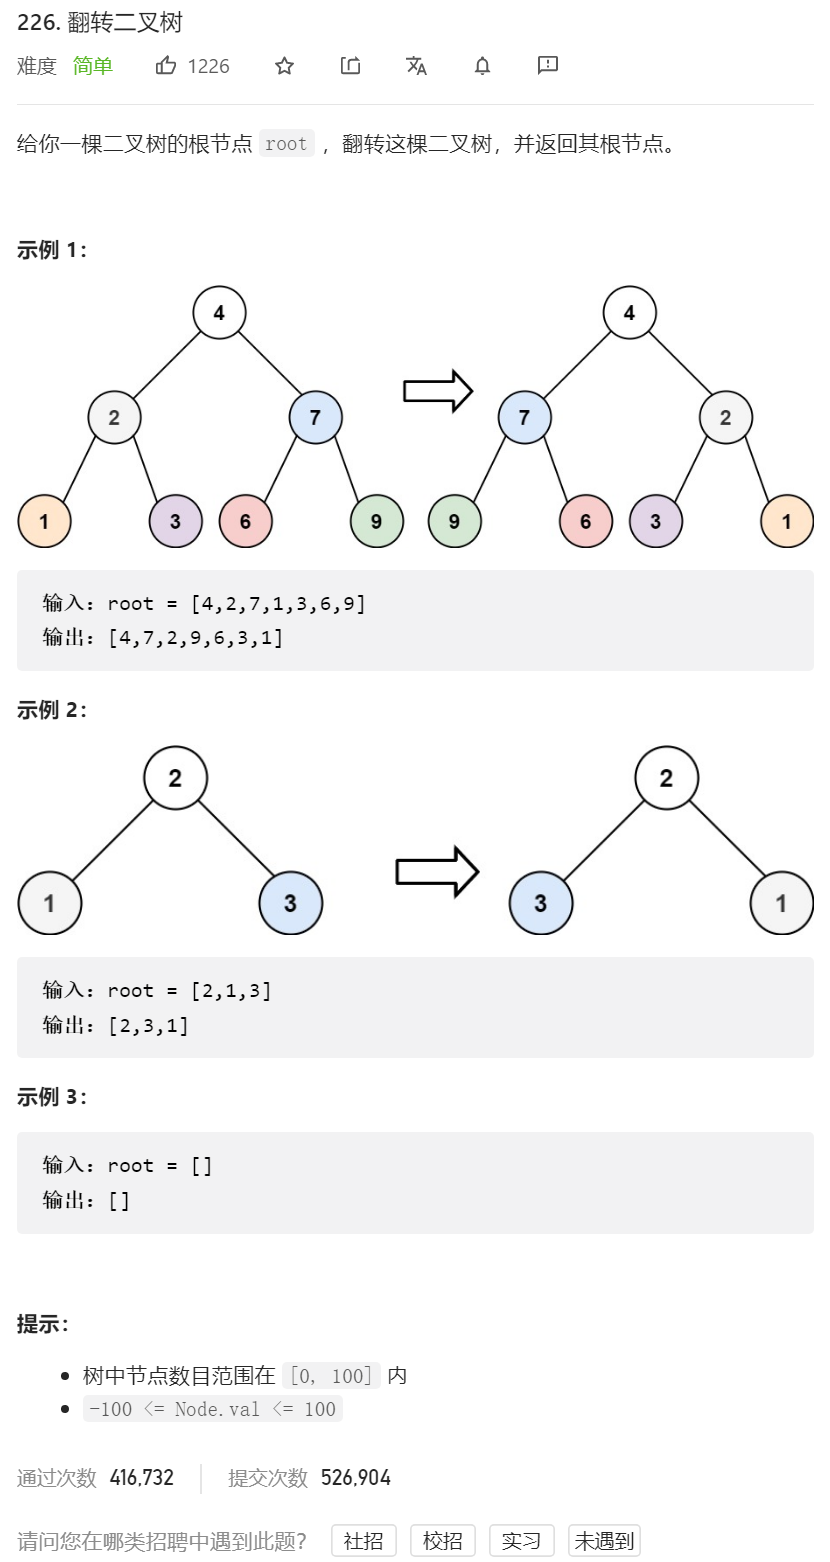 226. 翻转二叉树
难度 简单 1226
给你一棵二叉树的根节点 root ，翻转这棵二叉树，并返回其根节点。
示例 1：
4 4
2 7 7 2
1 3 6 9 9 6 3 1
输入：root = [4,2,7,1,3,6,9]
输出：[4,7,2,9,6,3,1]
示例 2：
2 2
1 3 3 1
输入：root = [2,1,3]
输出：[2,3,1]
示例 3：
输入：root = []
输出：[]
提示：
树中节点数目范围在 [0, 100] 内
-100 <= Node.val <= 100
通过次数 416,732 提交次数 526,904
请问您在哪类招聘中遇到此题？ 社招 校招 实习 未遇到